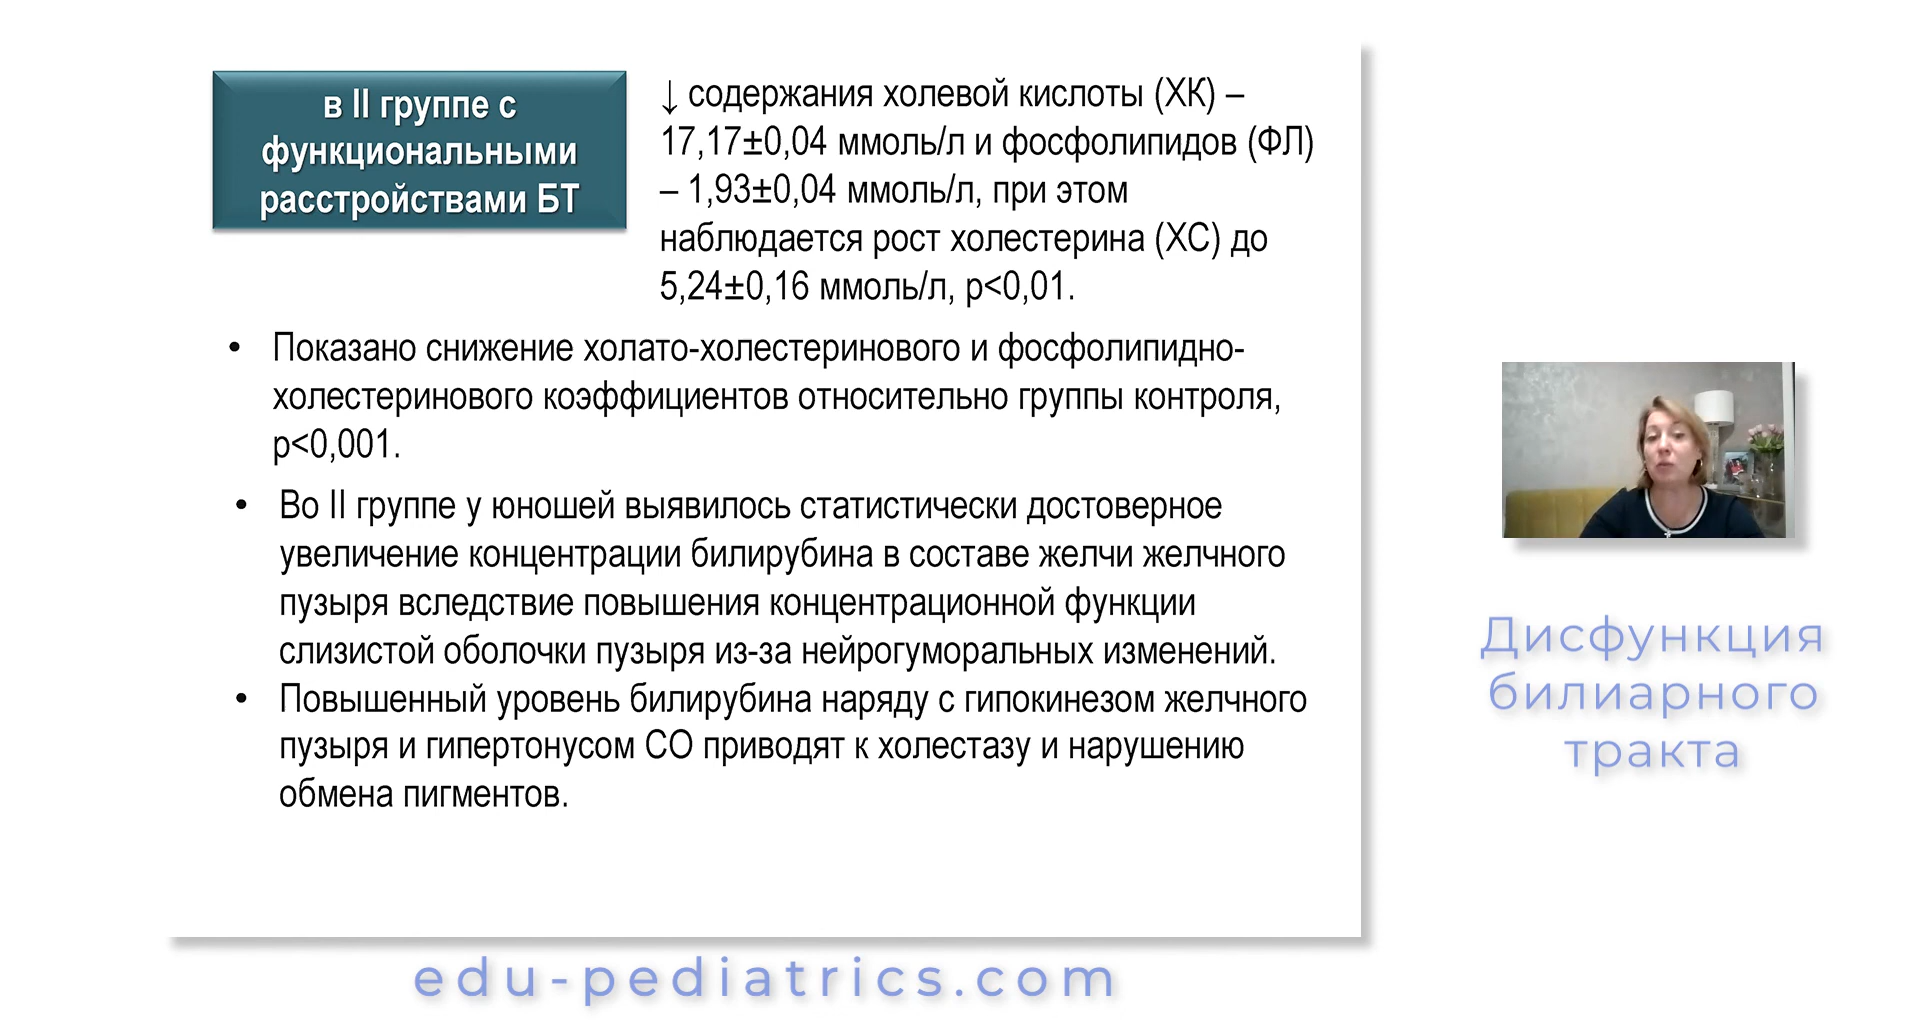 в II группе с
функциональными
расстройствами БТ
↓ содержания холевой кислоты (ХК) –
17,17±0,04 ммоль/л и фосфолипидов (ФЛ)
– 1,93±0,04 ммоль/л, при этом
наблюдается рост холестерина (ХС) до
5,24±0,16 ммоль/л, р<0,01.
• Показано снижение холато-холестеринового и фосфолипидно-
холестеринового коэффициентов относительно группы контроля,
р<0,001.
• Во II группе у юношей выявилось статистически достоверное
увеличение концентрации билирубина в составе желчи желчного
пузыря вследствие повышения концентрационной функции
слизистой оболочки пузыря из-за нейрогуморальных изменений.
• Повышенный уровень билирубина наряду с гипокинезом желчного
пузыря и гипертонусом СО приводят к холестазу и нарушению
обмена пигментов.
Дисфункция
билиарного
тракта
edu-pediatrics.com